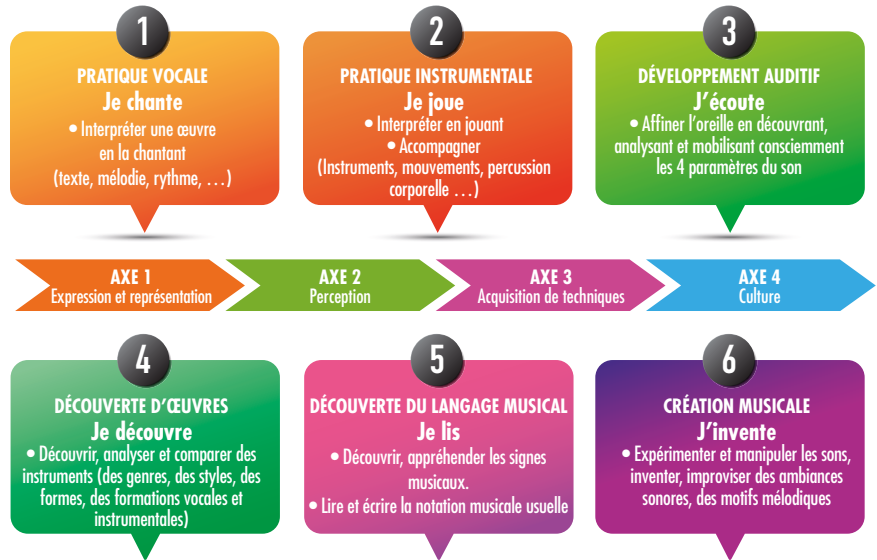 1
PRATIQUE VOCALE
Je chante
• Interpréter une œuvre
en la chantant
(texte, mélodie, rythme, …)
2
PRATIQUE INSTRUMENTALE
Je joue
• Interpréter en jouant
• Accompagner
(Instruments, mouvements, percussion
corporelle …)
3
DÉVELOPPEMENT AUDITIF
J'écoute
• Affiner l'oreille en découvrant,
analysant et mobilisant consciemment
les 4 paramètres du son
AXE 1
Expression et représentation
AXE 2
Perception
AXE 3
Acquisition de techniques
AXE 4
Culture
4
DÉCOUVERTE D'ŒUVRES
Je découvre
• Découvrir, analyser et comparer des
instruments (des genres, des styles, des
formes, des formations vocales et
instrumentales)
5
DÉCOUVERTE DU LANGAGE MUSICAL
Je lis
• Découvrir, appréhender les signes
musicaux.
• Lire et écrire la notation musicale usuelle
6
CRÉATION MUSICALE
J'invente
• Expérimenter et manipuler les sons,
inventer, improviser des ambiances
sonores, des motifs mélodiques